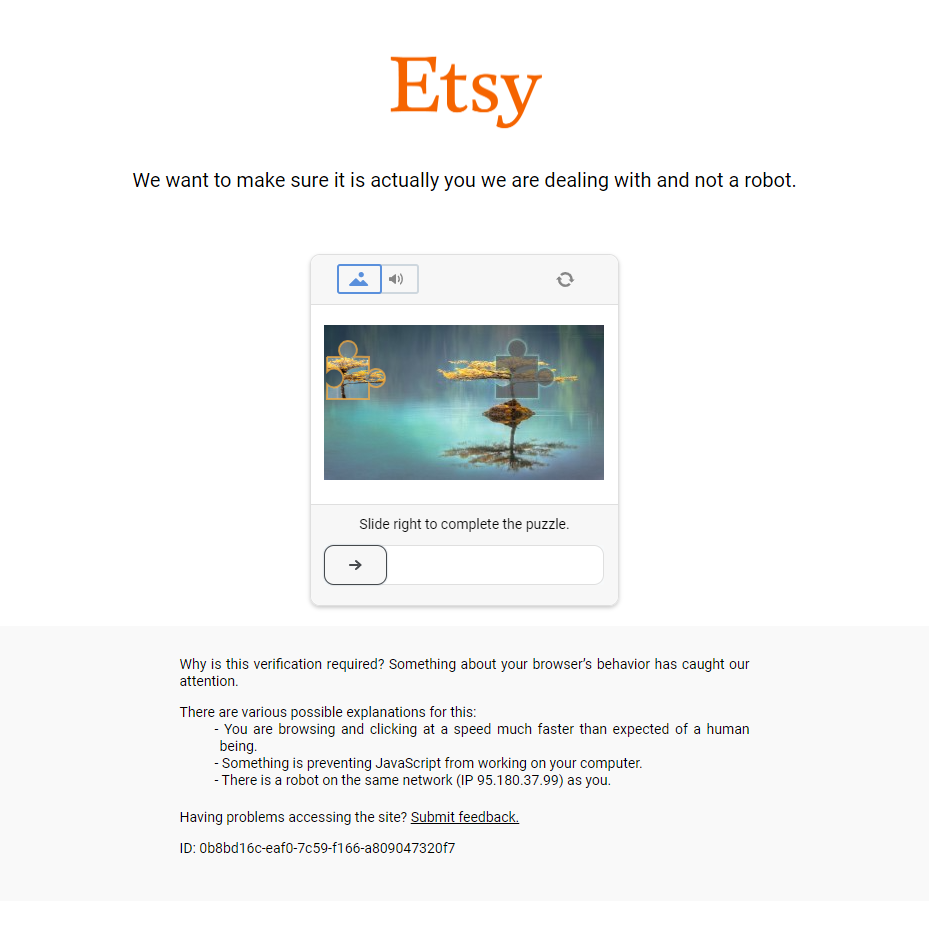 Etsy
We want to make sure it is actually you we are dealing with and not a robot.
Slide right to complete the puzzle.
Why is this verification required? Something about your browser’s behavior has caught our
attention.
There are various possible explanations for this:
- You are browsing and clicking at a speed much faster than expected of a human
being.
- Something is preventing JavaScript from working on your computer.
- There is a robot on the same network (IP 95.180.37.99) as you.
Having problems accessing the site? Submit feedback.
ID: 0b8bd16c-eaf0-7c59-f166-a809047320f7